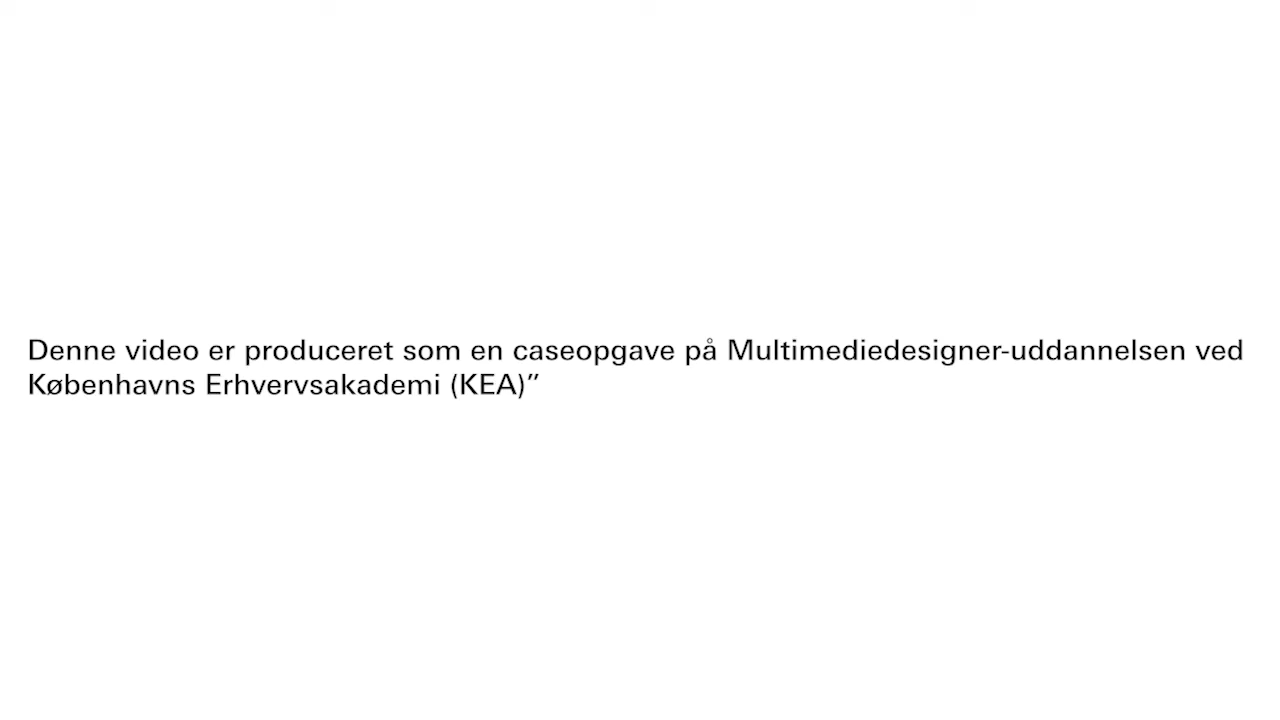 Denne video er produceret som en caseopgave på Multimediedesigner-uddannelsen ved
Københavns Erhvervsakademi (KEA)”